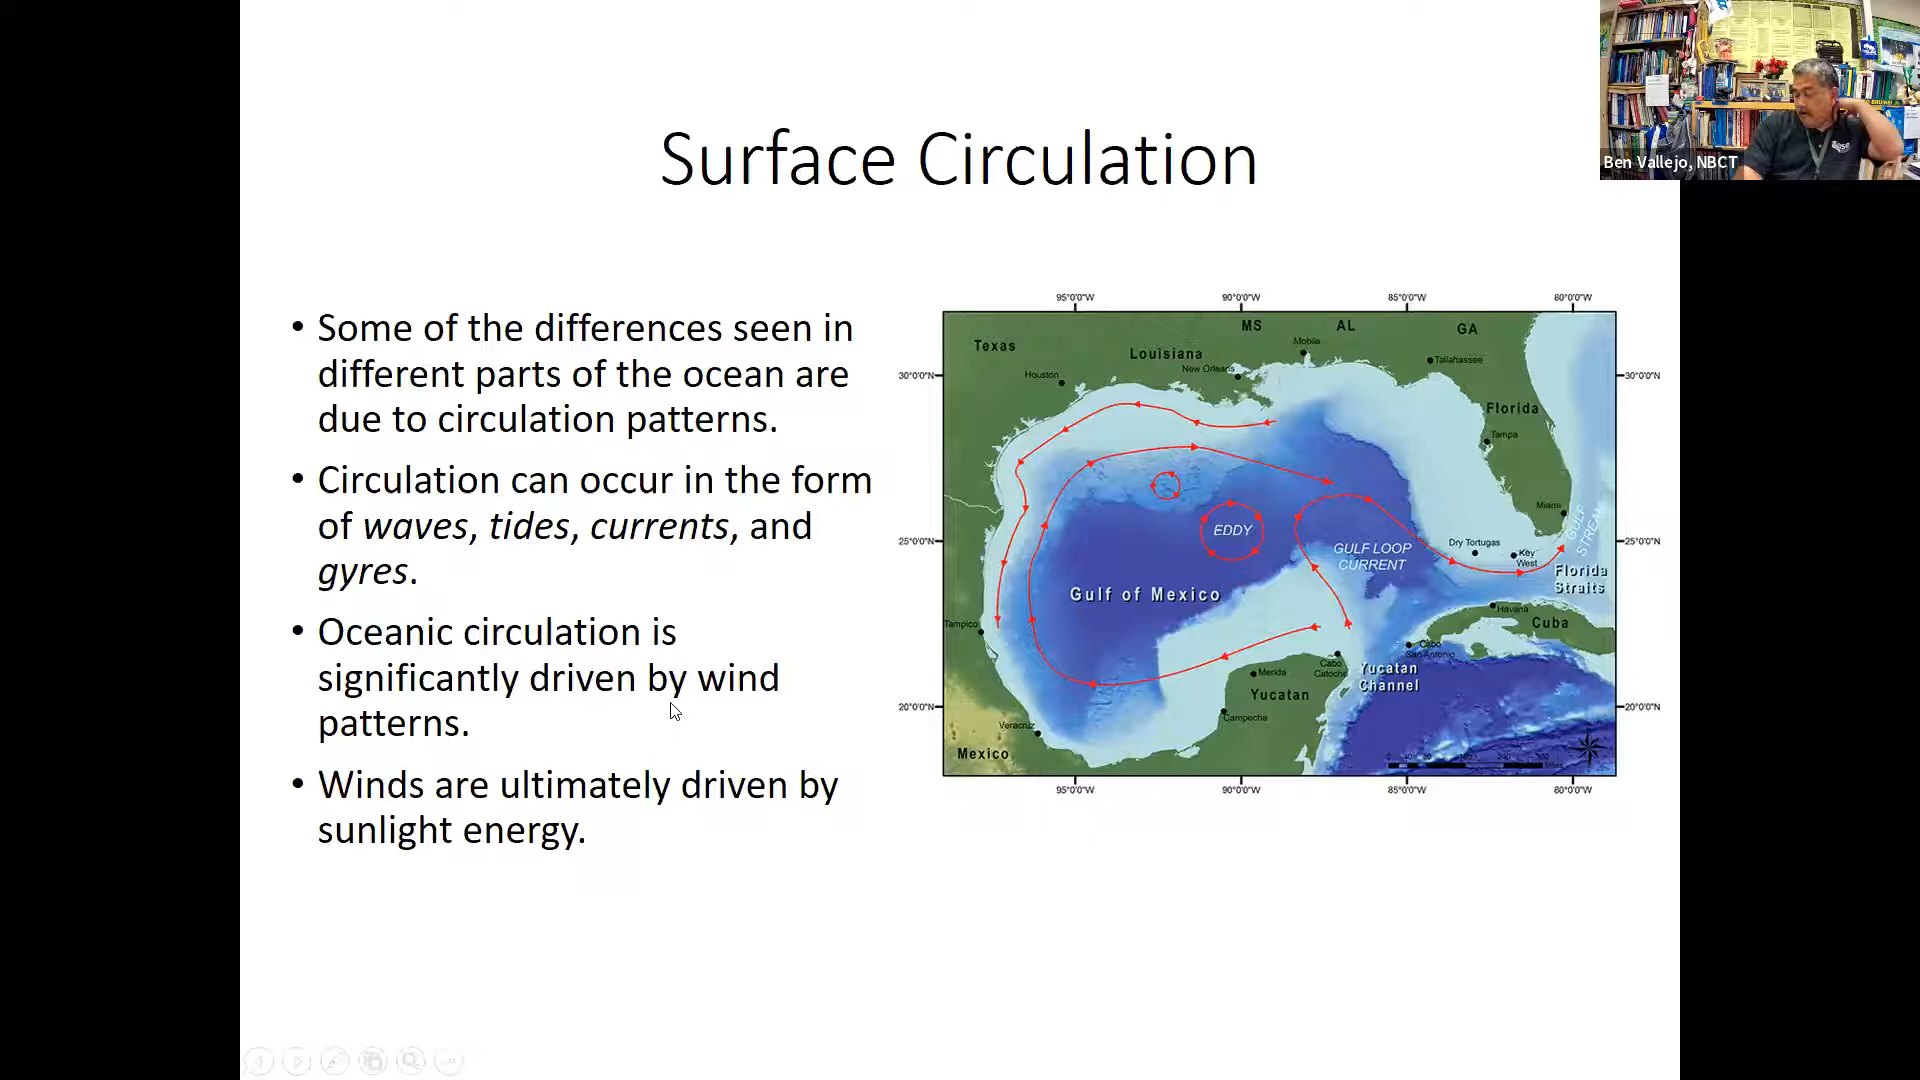 Surface Circulation
Ben Vallejo, NBCT
• Some of the differences seen in
different parts of the ocean are
due to circulation patterns.
• Circulation can occur in the form
of waves, tides, currents, and
gyres.
• Oceanic circulation is
significantly driven by wind
patterns.
• Winds are ultimately driven by
sunlight energy.
95°0'0"W 90°0'0"W 85°0'0"W 80°0'0"W
MS AL GA
Texas
Louisiana
Mobile
Tallahassee
Houston
New Orleans
30°0'0"N 30°0'0"N
Florida
Tampa
Miami
GULF
STREAM
EDDY
25°0'0"N 25°0'0"N
GULF LOOP
CURRENT
Dry Tortugas
Key
West
Florida
Straits
Gulf of Mexico
Havana
Tampico
Cuba
Cabo
San Antonio
Cabo
Catoche
Merida
Yucatan
Channel
Yucatan
20°0'0"N 20°0'0"N
Campeche
Veracruz
Mexico
95°0'0"W 90°0'0"W 85°0'0"W 80°0'0"W